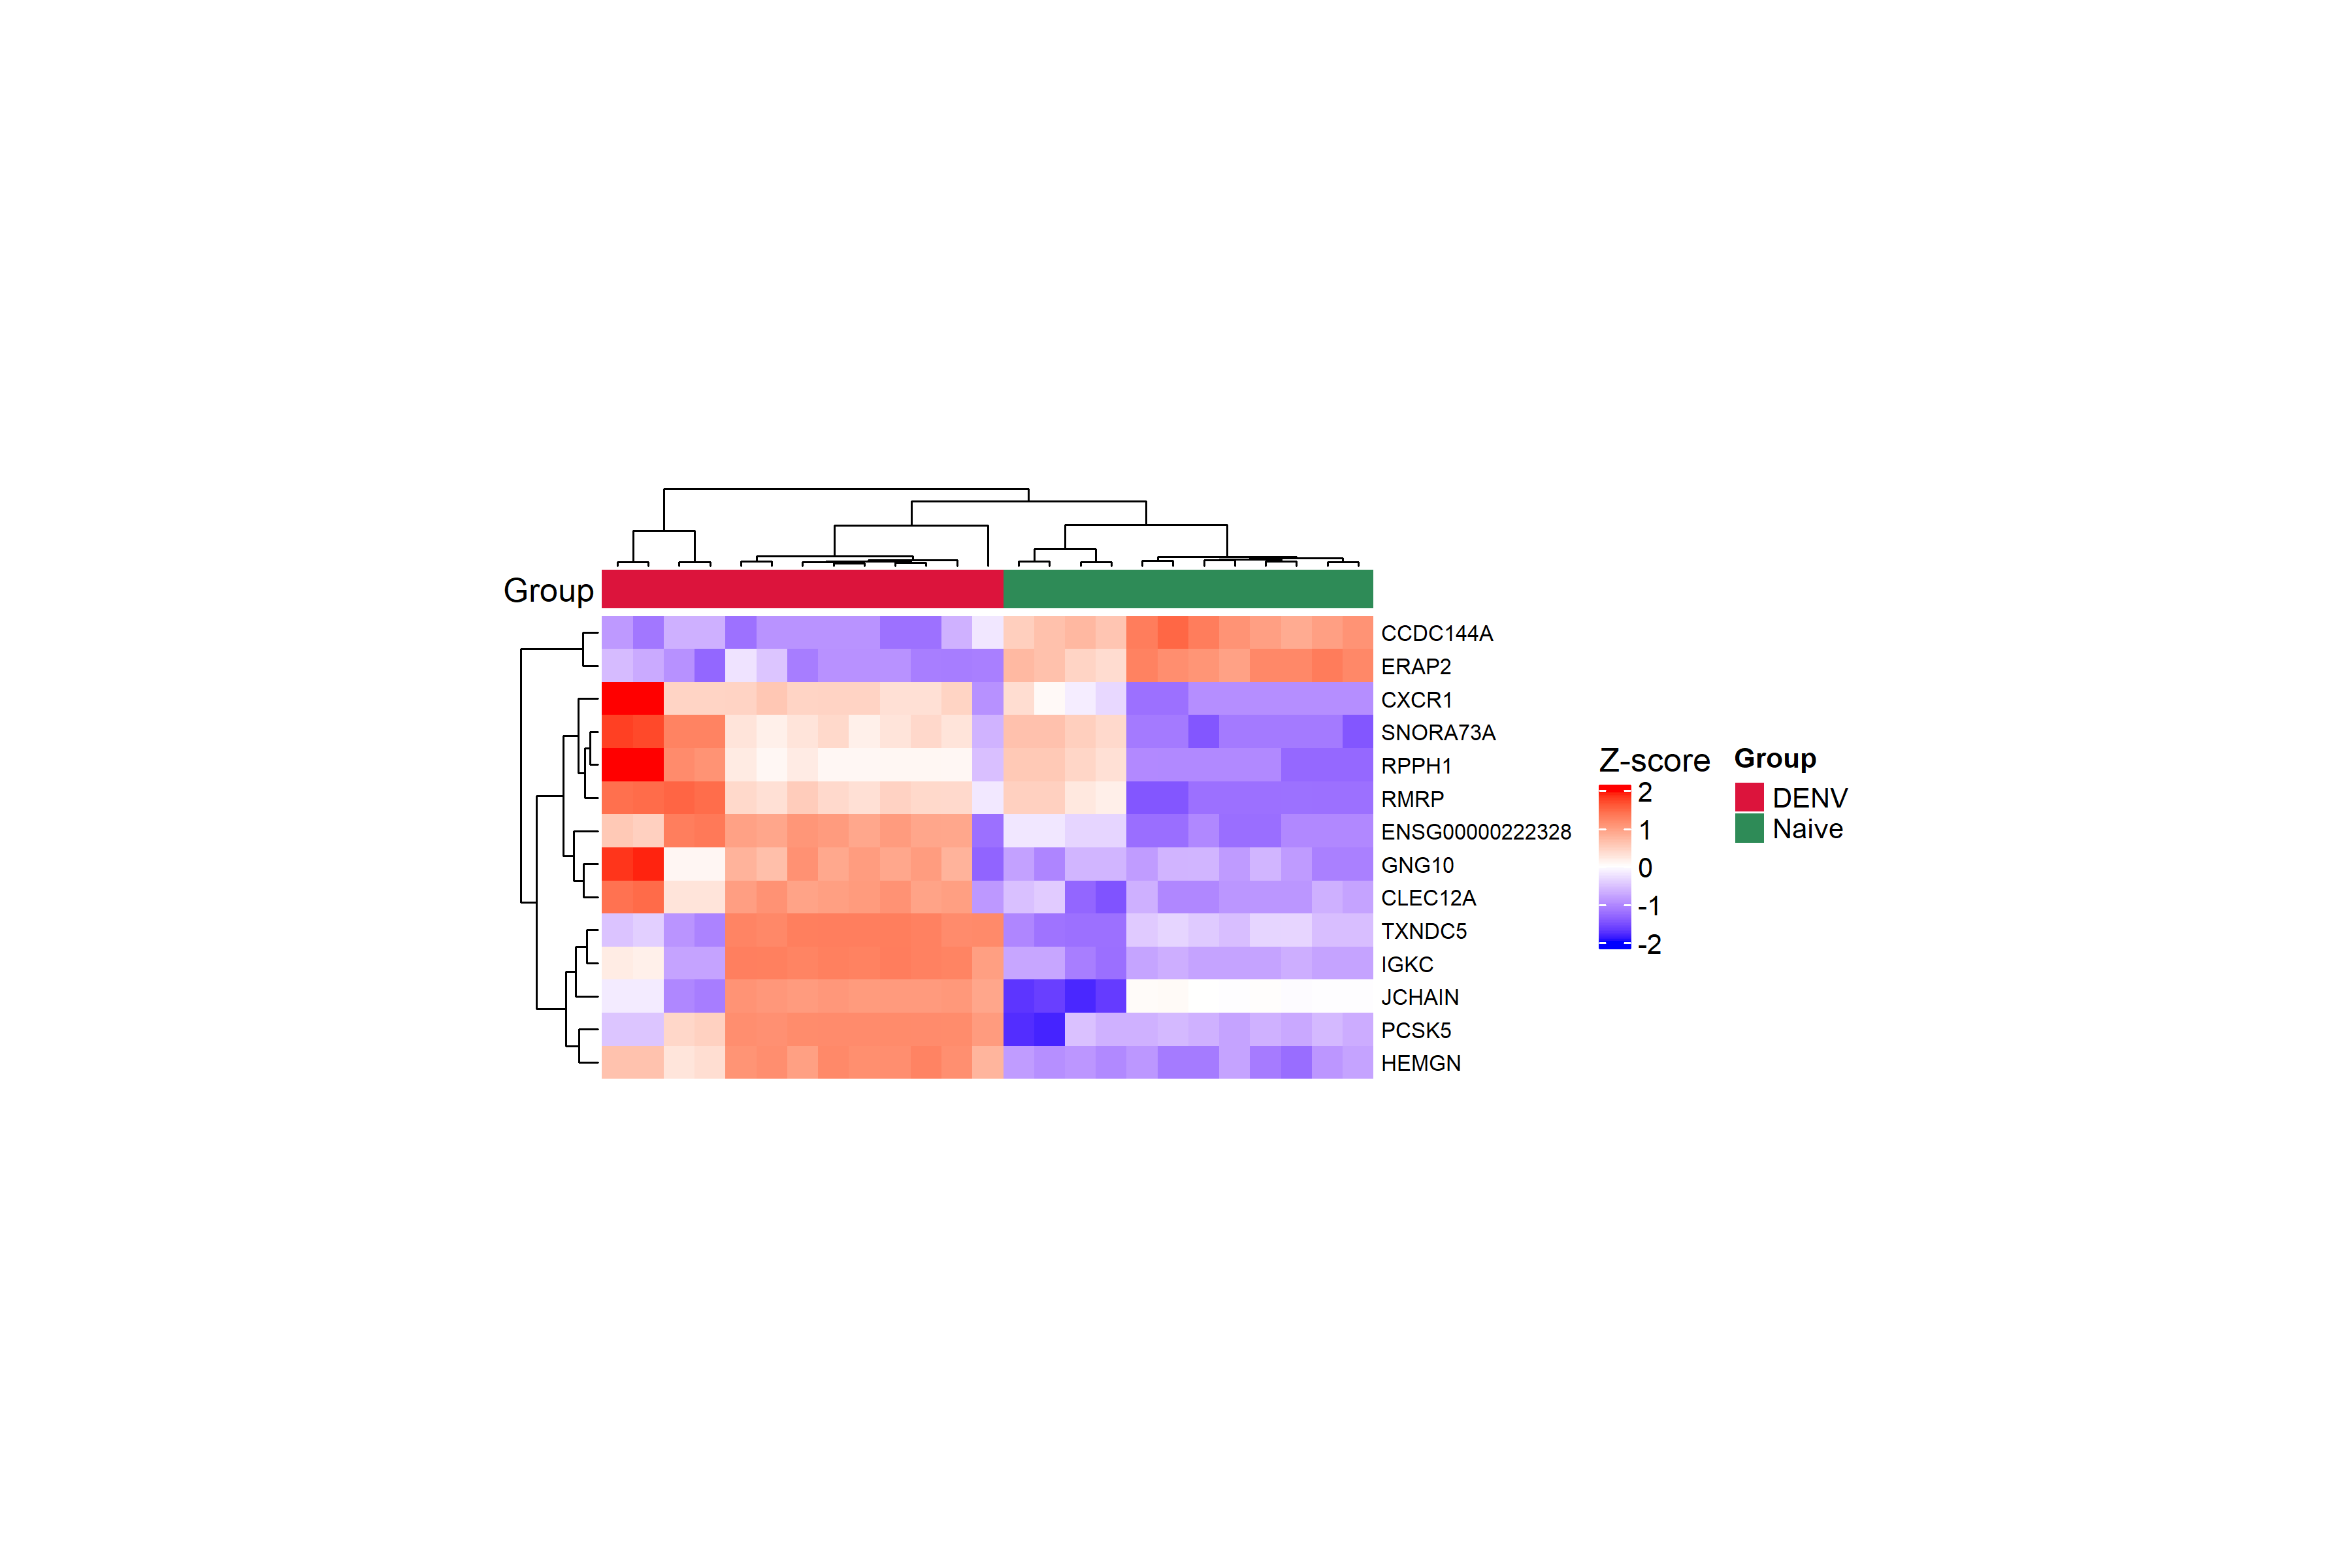 Group
CCDC144A
ERAP2
CXCR1
SNORA73A
RPPH1
RMRP
ENSG00000222328
GNG10
CLEC12A
TXNDC5
IGKC
JCHAIN
PCSK5
HEMGN
Z-score
2
1
0
-1
-2
Group
DENV
Naive